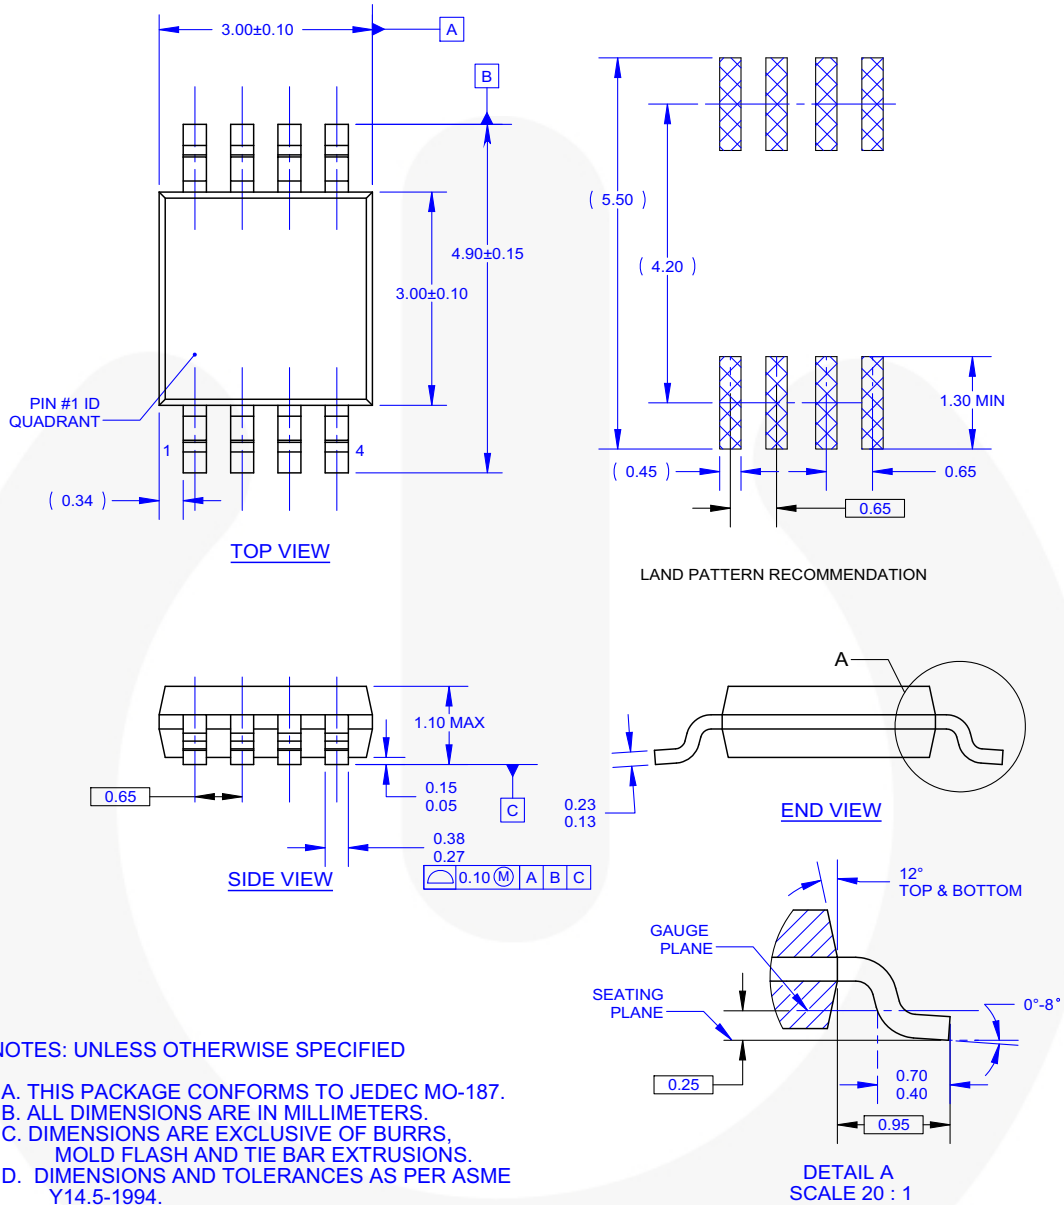 3.00±0.10
A
B
4.90±0.15
3.00±0.10
PIN #1 ID
QUADRANT
1
4
( 0.34 )
TOP VIEW
( 5.50 )
( 4.20 )
1.30 MIN
( 0.45 )
0.65
0.65
LAND PATTERN RECOMMENDATION
1.10 MAX
0.15
0.05
0.65
C
0.38
0.27
0.10 Ⓜ A B C
SIDE VIEW
A
0.23
0.13
END VIEW
12°
TOP & BOTTOM
GAUGE
PLANE
SEATING
PLANE
0°-8°
0.25
0.70
0.40
0.95
DETAIL A
SCALE 20 : 1
NOTES: UNLESS OTHERWISE SPECIFIED
A. THIS PACKAGE CONFORMS TO JEDEC MO-187.
B. ALL DIMENSIONS ARE IN MILLIMETERS.
C. DIMENSIONS ARE EXCLUSIVE OF BURRS,
MOLD FLASH AND TIE BAR EXTRUSIONS.
D. DIMENSIONS AND TOLERANCES AS PER ASME
Y14.5-1994.